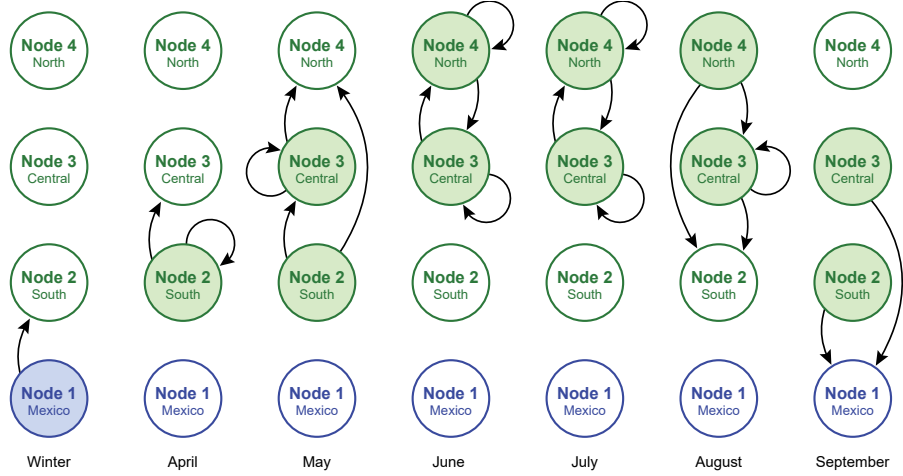 Node 4 Node 4 Node 4 Node 4 Node 4 Node 4 Node 4
North North North North North North North
Node 3 Node 3 Node 3 Node 3 Node 3 Node 3 Node 3
Central Central Central Central Central Central Central
Node 2 Node 2 Node 2 Node 2 Node 2 Node 2 Node 2
South South South South South South South
Node 1 Node 1 Node 1 Node 1 Node 1 Node 1 Node 1
Mexico Mexico Mexico Mexico Mexico Mexico Mexico
Winter April May June July August September